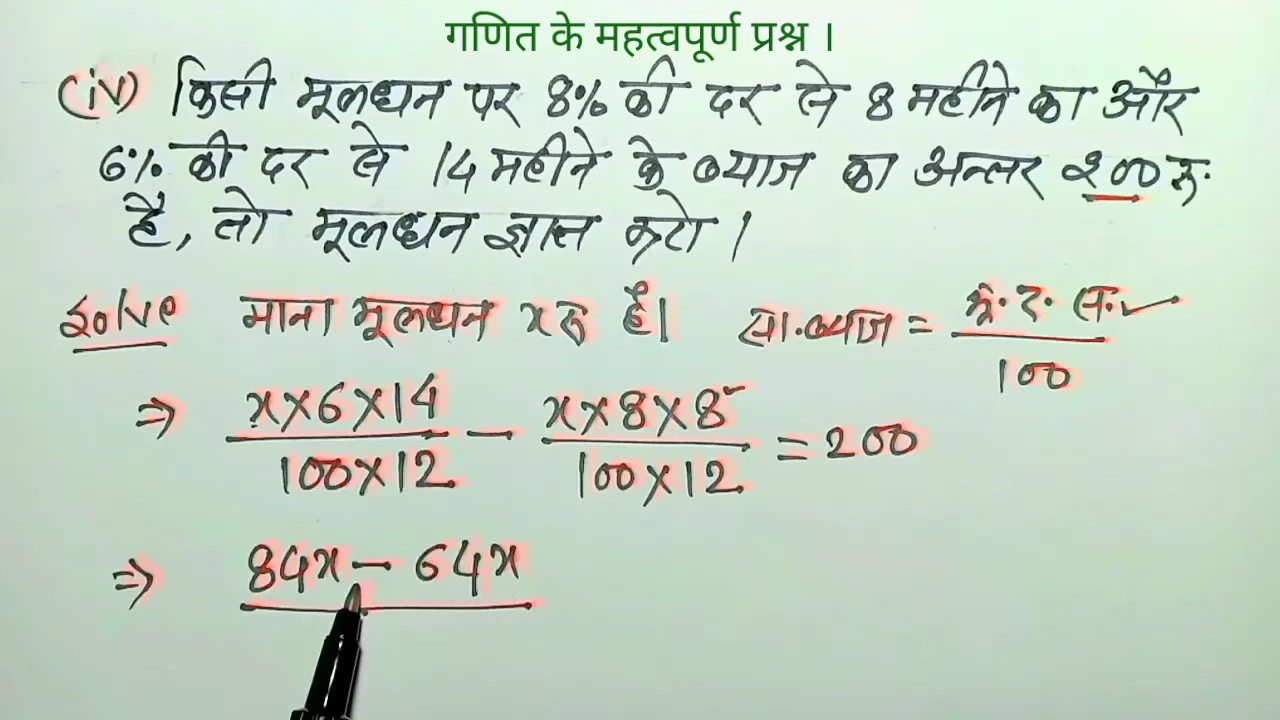 गणित के महत्वपूर्ण प्रश्न ।
(iv) किसी मूलधन पर 8% की दर से 8 महीने का और
6% की दर से 14 महीने के ब्याज का अन्तर २00 रु.
है, तो मूलधन ज्ञात करो ।
Solve माना मूलधन x रु है। सा. ब्याज = मू. द. स. / 100
⇒ x×6×14 / 100×12 − x×8×8 / 100×12 = 200
⇒ 84x − 64x